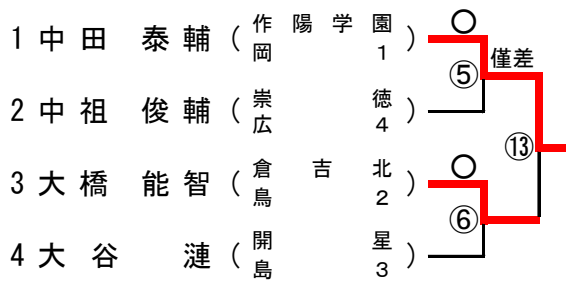 1 中田 泰輔 (作陽学園 岡1) ○
⑤ 僅差
2 中祖 俊輔 (崇徳 広4)
⑬
3 大橋 能智 (倉吉北 鳥2) ○
⑥
4 大谷 漣 (開星 島3)